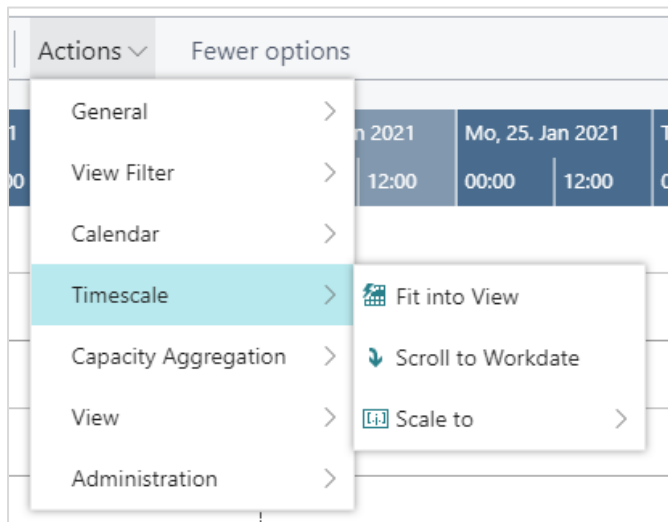 Actions Fewer options
General
n 2021 Mo, 25. Jan 2021
View Filter
12:00 00:00 12:00
Calendar
Timescale
Fit into View
Capacity Aggregation
Scroll to Workdate
View
Scale to
Administration